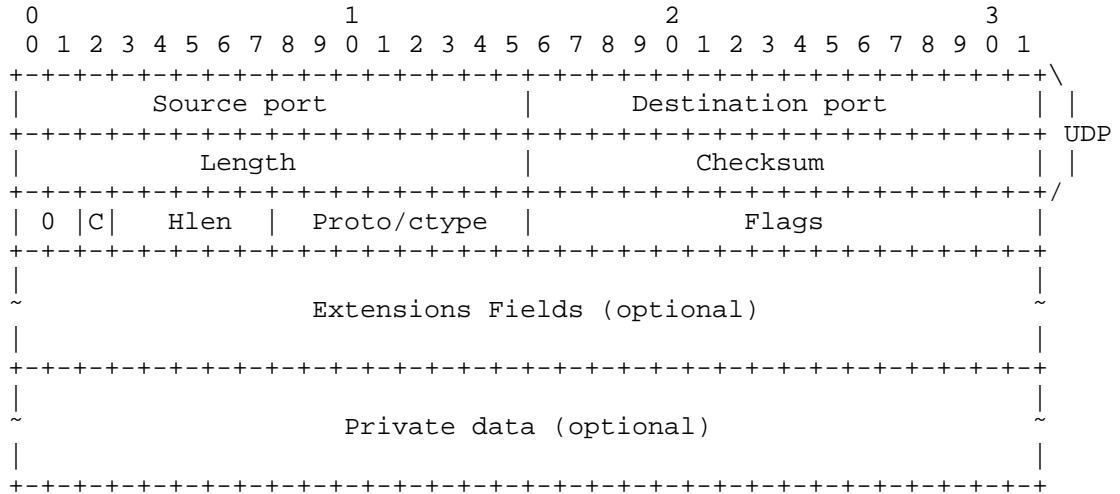 0                   1                   2                   3
 0 1 2 3 4 5 6 7 8 9 0 1 2 3 4 5 6 7 8 9 0 1 2 3 4 5 6 7 8 9 0 1
+-+-+-+-+-+-+-+-+-+-+-+-+-+-+-+-+-+-+-+-+-+-+-+-+-+-+-+-+-+-+-+-+\
|        Source port            |      Destination port         | |
+-+-+-+-+-+-+-+-+-+-+-+-+-+-+-+-+-+-+-+-+-+-+-+-+-+-+-+-+-+-+-+-+ UDP
|           Length              |          Checksum             | |
+-+-+-+-+-+-+-+-+-+-+-+-+-+-+-+-+-+-+-+-+-+-+-+-+-+-+-+-+-+-+-+-+/
| 0 |C|   Hlen  |  Proto/ctype  |             Flags             |
+-+-+-+-+-+-+-+-+-+-+-+-+-+-+-+-+-+-+-+-+-+-+-+-+-+-+-+-+-+-+-+-+
|                                                               |
~                  Extensions Fields (optional)                 ~
|                                                               |
+-+-+-+-+-+-+-+-+-+-+-+-+-+-+-+-+-+-+-+-+-+-+-+-+-+-+-+-+-+-+-+-+
|                                                               |
~                    Private data (optional)                    ~
|                                                               |
+-+-+-+-+-+-+-+-+-+-+-+-+-+-+-+-+-+-+-+-+-+-+-+-+-+-+-+-+-+-+-+-+